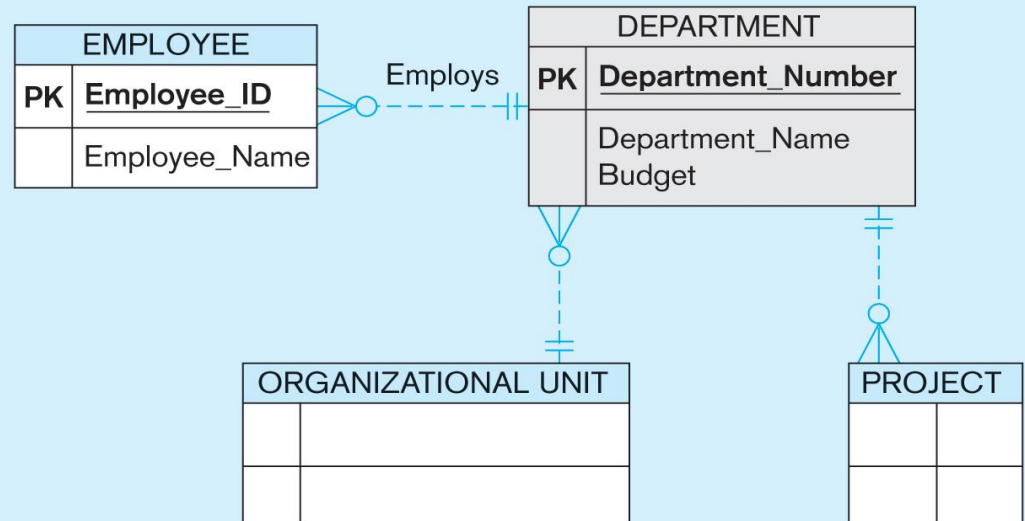 EMPLOYEE
PK Employee_ID
Employee_Name
Employs
DEPARTMENT
PK Department_Number
Department_Name
Budget
ORGANIZATIONAL UNIT
PROJECT